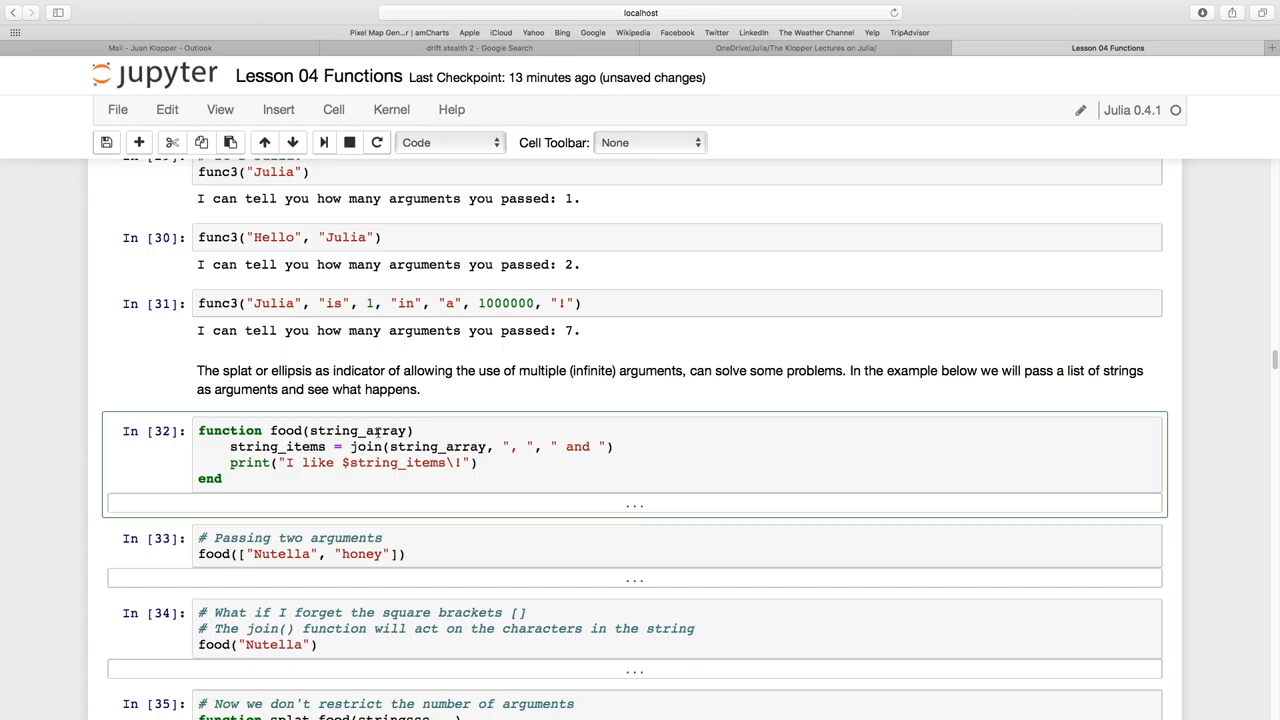 localhost
Pixel Map Gen...r | amCharts Apple iCloud Yahoo Bing Google Wikipedia Facebook Twitter LinkedIn The Weather Channel Yelp TripAdvisor
Mail - Juan Klopper - Outlook drift stealth 2 - Google Search OneDrive/Julia/The Klopper Lectures on Julia/ Lesson 04 Functions
jupyter Lesson 04 Functions Last Checkpoint: 13 minutes ago (unsaved changes)
File Edit View Insert Cell Kernel Help Julia 0.4.1
Code Cell Toolbar: None
func3("Julia")
I can tell you how many arguments you passed: 1.
In [30]: func3("Hello", "Julia")
I can tell you how many arguments you passed: 2.
In [31]: func3("Julia", "is", 1, "in", "a", 1000000, "!")
I can tell you how many arguments you passed: 7.
The splat or ellipsis as indicator of allowing the use of multiple (infinite) arguments, can solve some problems. In the example below we will pass a list of strings
as arguments and see what happens.
In [32]: function food(string_array)
string_items = join(string_array, ", ", " and ")
print("I like $string_items\!")
end
...
In [33]: # Passing two arguments
food(["Nutella", "honey"])
...
In [34]: # What if I forget the square brackets []
# The join() function will act on the characters in the string
food("Nutella")
...
In [35]: # Now we don't restrict the number of arguments